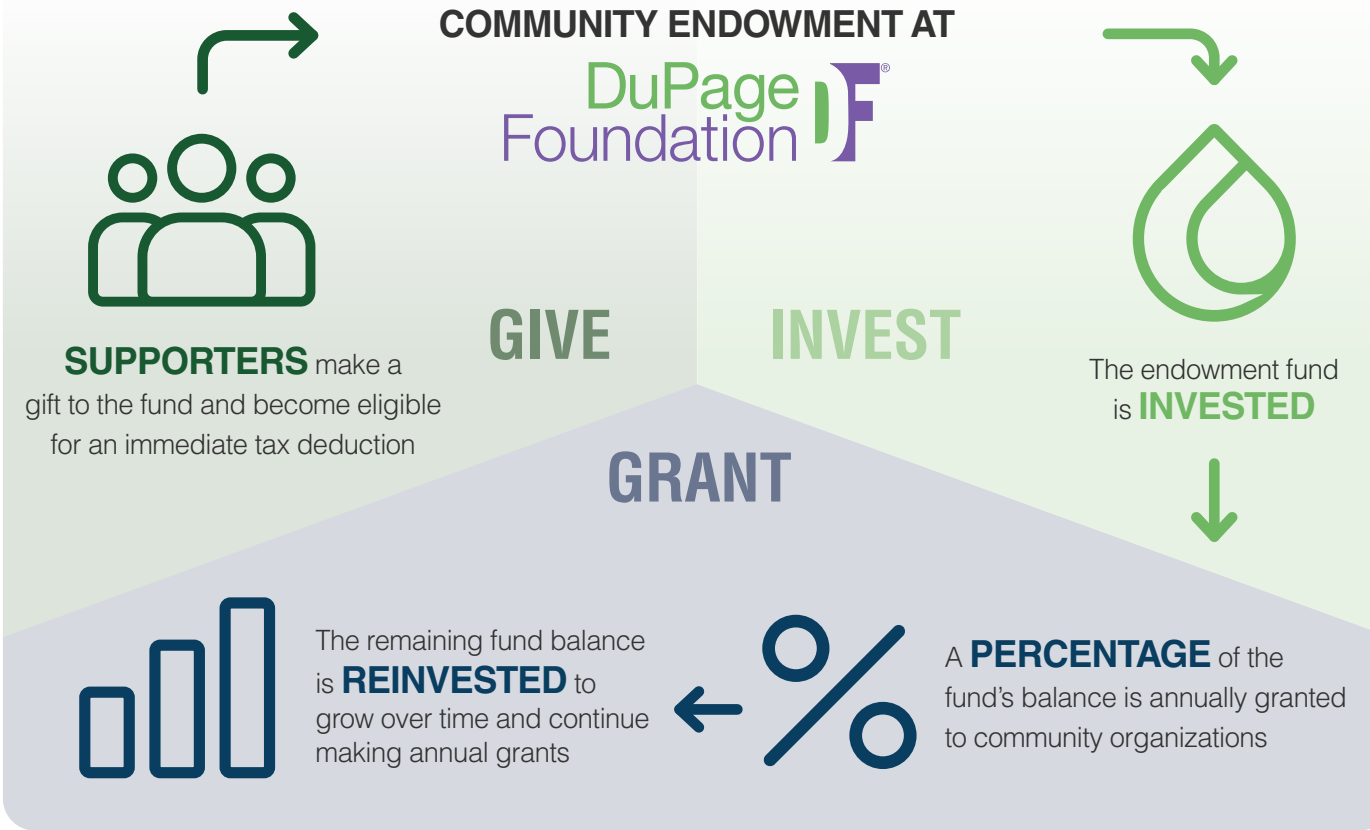 COMMUNITY ENDOWMENT AT
DuPage
Foundation
DF®
GIVE
INVEST
SUPPORTERS make a
gift to the fund and become eligible
for an immediate tax deduction
The endowment fund
is INVESTED
GRANT
A PERCENTAGE of the
fund's balance is annually granted
to community organizations
%
The remaining fund balance
is REINVESTED to
grow over time and continue
making annual grants